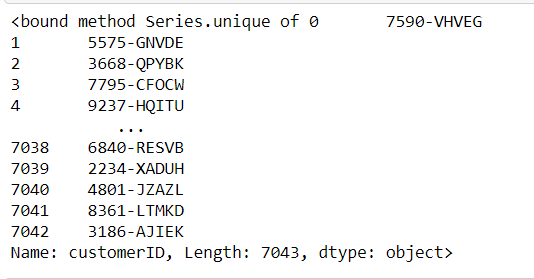 <bound method Series.unique of 0       7590-VHVEG
1       5575-GNVDE
2       3668-QPYBK
3       7795-CFOCW
4       9237-HQITU
           ...
7038    6840-RESVB
7039    2234-XADUH
7040    4801-JZAZL
7041    8361-LTMKD
7042    3186-AJIEK
Name: customerID, Length: 7043, dtype: object>